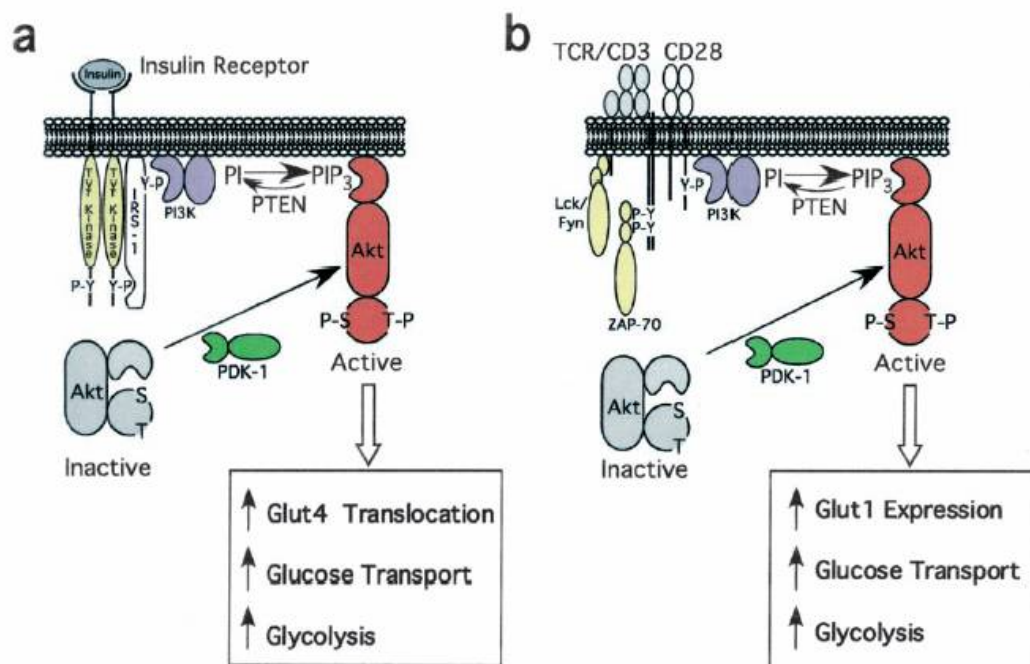 a
Insulin Receptor
Insulin
Tyr Kinase
Tyr Kinase
IRS-1
Y-P
PI3K
PI
PIP3
PTEN
P-Y
Y-P
Akt
P-S T-P
PDK-1
Active
Akt
S
T
Inactive
Glut4 Translocation
Glucose Transport
Glycolysis
b
TCR/CD3 CD28
Lck/
Fyn
P-Y
P-Y
Y-P
PI3K
PI
PIP3
PTEN
ZAP-70
Akt
P-S T-P
PDK-1
Active
Akt
S
T
Inactive
Glut1 Expression
Glucose Transport
Glycolysis